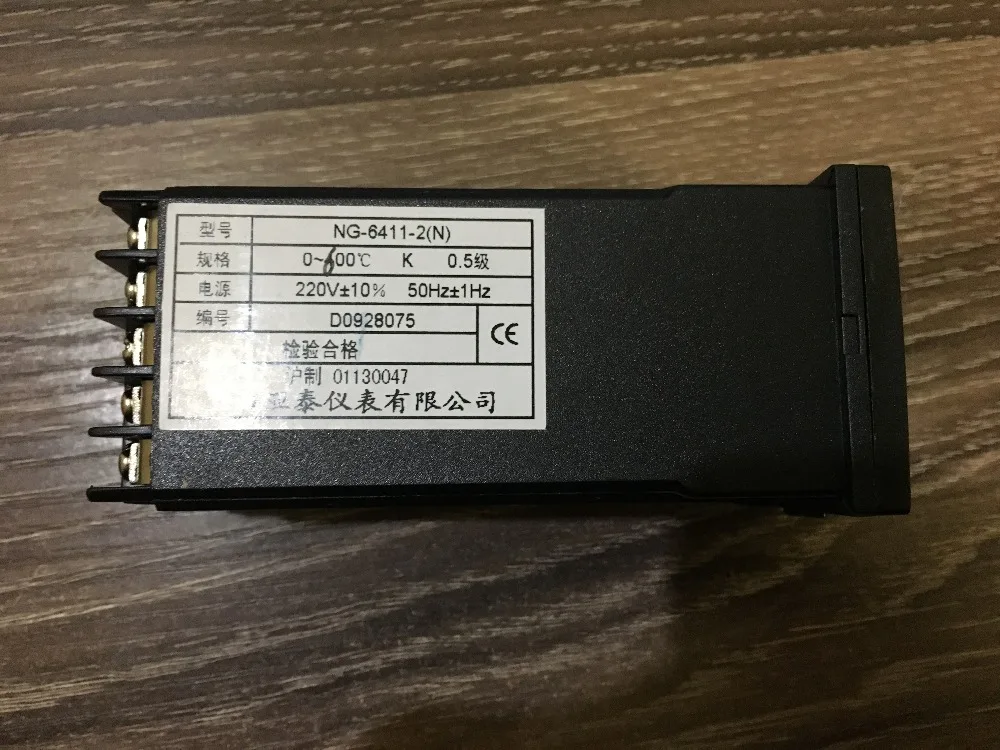 型号 NG-6411-2(N)
规格 0~600℃ K 0.5级
电源 220V±10% 50Hz±1Hz
编号 D0928075
CE
检验合格
沪制 01130047
亚泰仪表有限公司